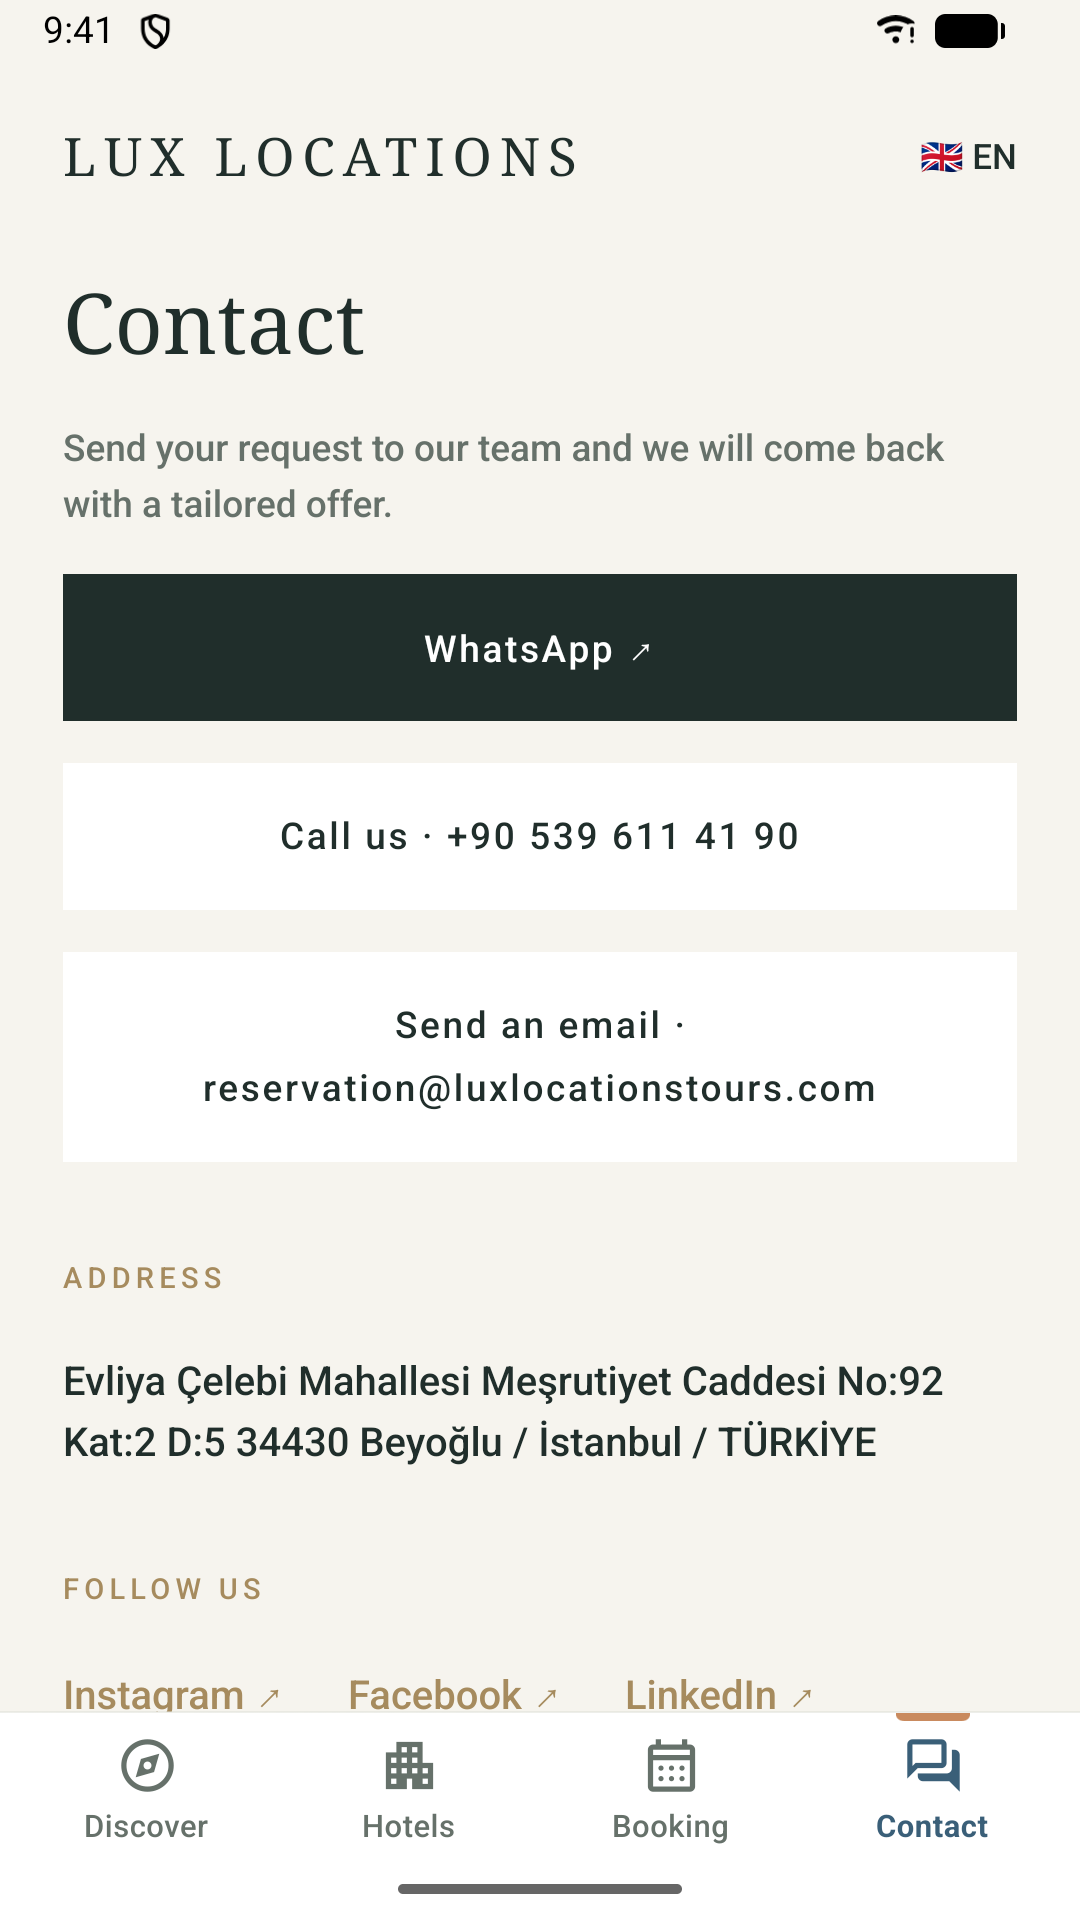 9:41
LUX LOCATIONS
🇬🇧 EN
Contact
Send your request to our team and we will come back
with a tailored offer.
WhatsApp ↗
Call us · +90 539 611 41 90
Send an email ·
reservation@luxlocationstours.com
ADDRESS
Evliya Çelebi Mahallesi Meşrutiyet Caddesi No:92
Kat:2 D:5 34430 Beyoğlu / İstanbul / TÜRKİYE
FOLLOW US
Instagram ↗ Facebook ↗ LinkedIn ↗
Discover Hotels Booking Contact